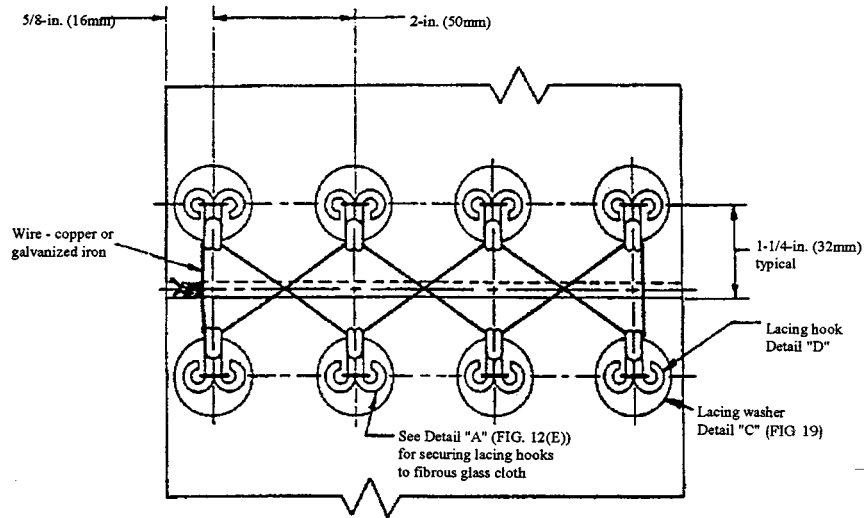 5/8-in. (16mm)
2-in. (50mm)
Wire - copper or
galvanized iron
1-1/4-in. (32mm)
typical
Lacing hook
Detail "D"
Lacing washer
Detail "C" (FIG 19)
See Detail "A" (FIG. 12(E))
for securing lacing hooks
to fibrous glass cloth